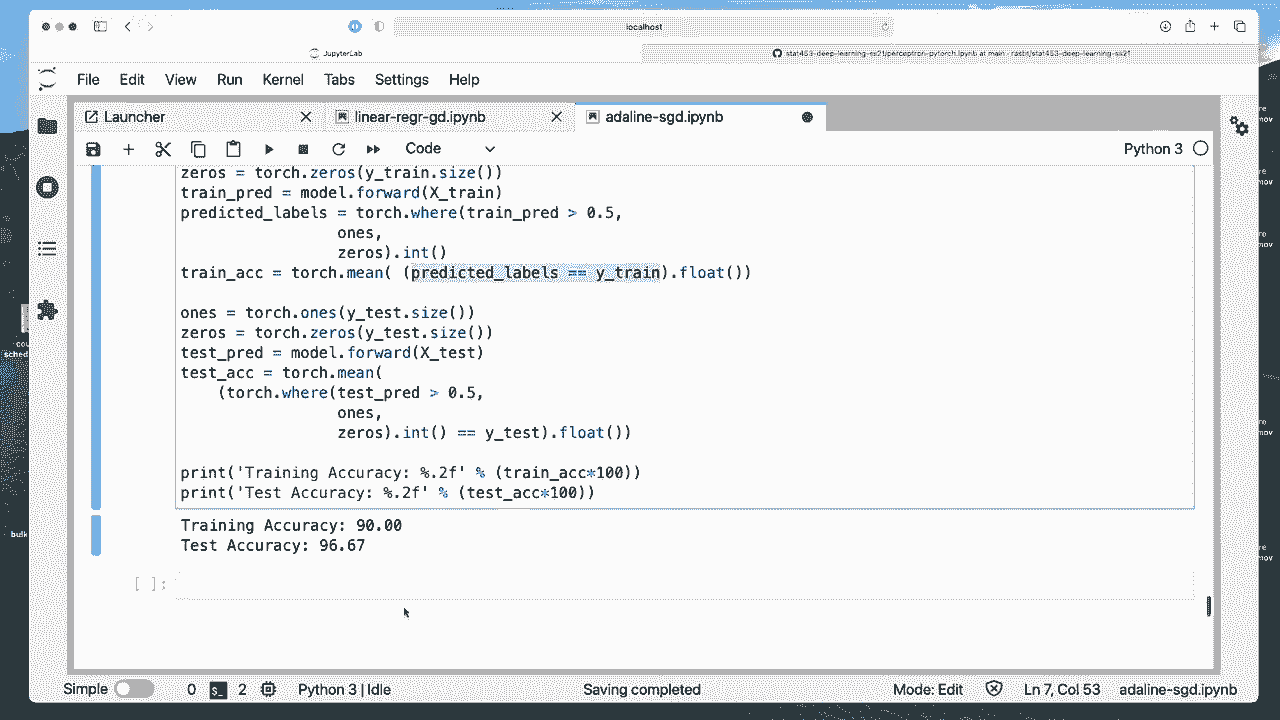 localhost
JupyterLab
stat453-deep-learning-ss21/perceptron-pytorch.ipynb at main · rasbt/stat453-deep-learning-ss21
File Edit View Run Kernel Tabs Settings Help
Launcher linear-regr-gd.ipynb adaline-sgd.ipynb
Code Python 3
zeros = torch.zeros(y_train.size())
train_pred = model.forward(X_train)
predicted_labels = torch.where(train_pred > 0.5,
ones,
zeros).int()
train_acc = torch.mean( (predicted_labels == y_train).float())
ones = torch.ones(y_test.size())
zeros = torch.zeros(y_test.size())
test_pred = model.forward(X_test)
test_acc = torch.mean(
(torch.where(test_pred > 0.5,
ones,
zeros).int() == y_test).float())
print('Training Accuracy: %.2f' % (train_acc*100))
print('Test Accuracy: %.2f' % (test_acc*100))
Training Accuracy: 90.00
Test Accuracy: 96.67
[ ]:
Simple 0 $_ 2 Python 3 | Idle Saving completed Mode: Edit Ln 7, Col 53 adaline-sgd.ipynb